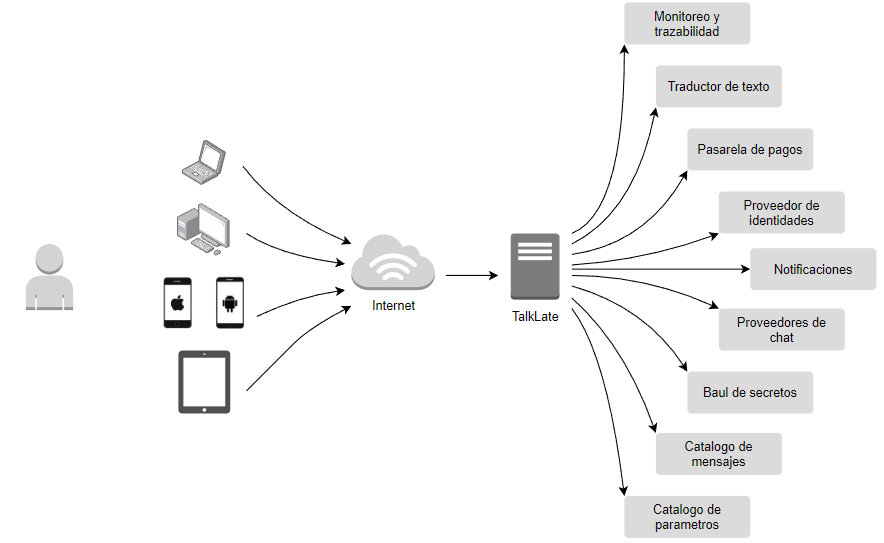 Monitoreo y
trazabilidad
Traductor de texto
Pasarela de pagos
Proveedor de
identidades
Notificaciones
Internet
TalkLate
Proveedores de
chat
Baul de secretos
Catalogo de
mensajes
Catalogo de
parametros